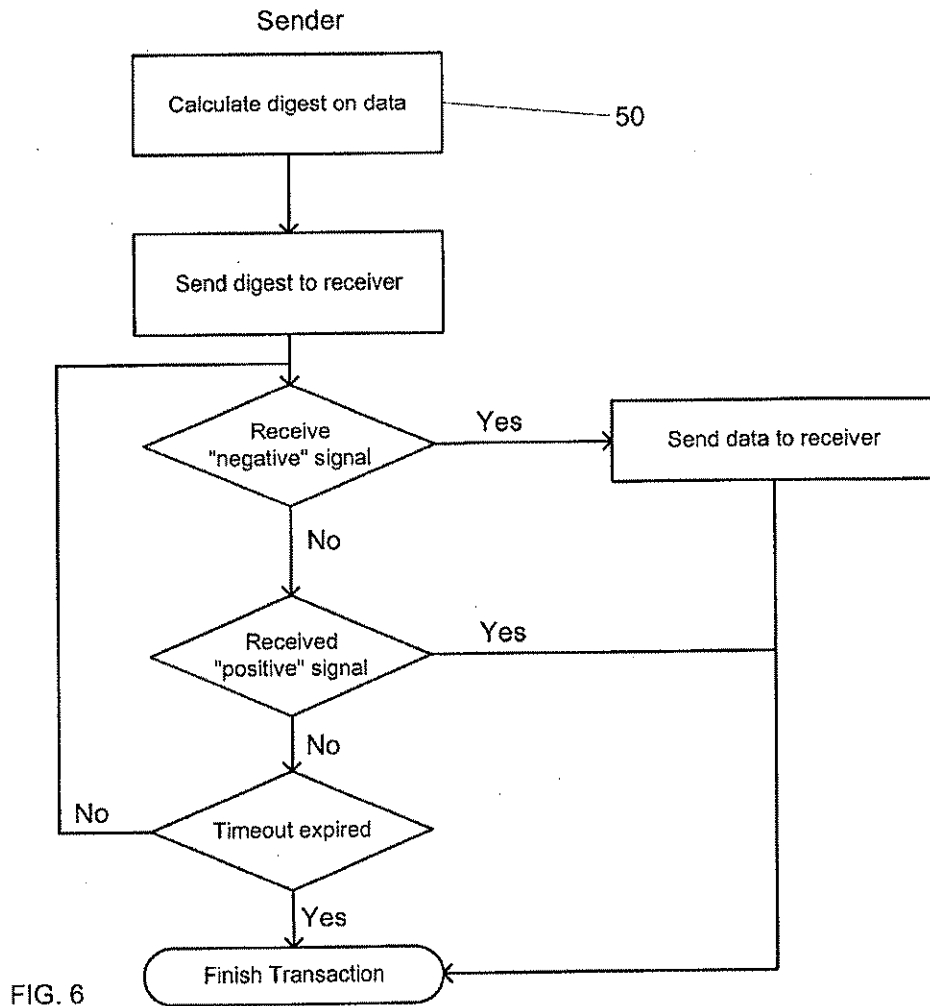 Sender
Calculate digest on data
50
Send digest to receiver
Receive
"negative" signal
Yes
Send data to receiver
No
Received
"positive" signal
Yes
No
Timeout expired
No
Yes
Finish Transaction
FIG. 6